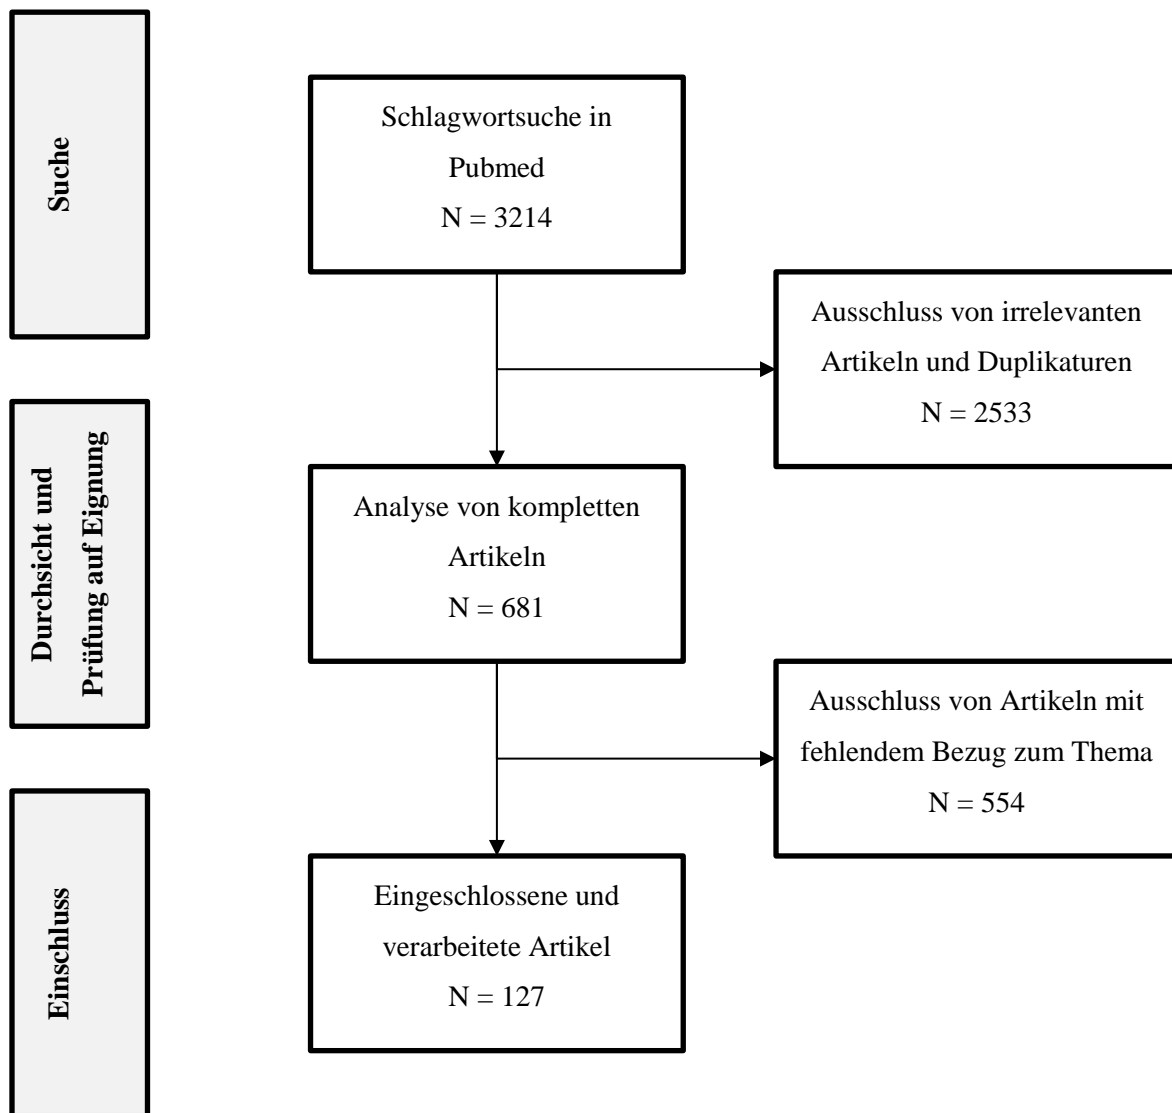 Suche
Schlagwortsuche in
Pubmed
N = 3214
Ausschluss von irrelevanten
Artikeln und Duplikaturen
N = 2533
Durchsicht und
Prüfung auf Eignung
Analyse von kompletten
Artikeln
N = 681
Ausschluss von Artikeln mit
fehlendem Bezug zum Thema
N = 554
Einschluss
Eingeschlossene und
verarbeitete Artikel
N = 127